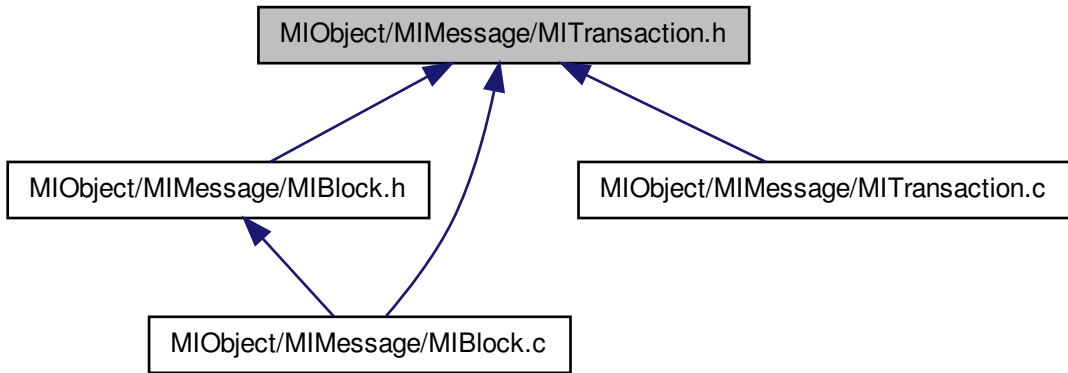 MIObject/MIMessage/MITransaction.h
MIObject/MIMessage/MIBlock.h
MIObject/MIMessage/MITransaction.c
MIObject/MIMessage/MIBlock.c